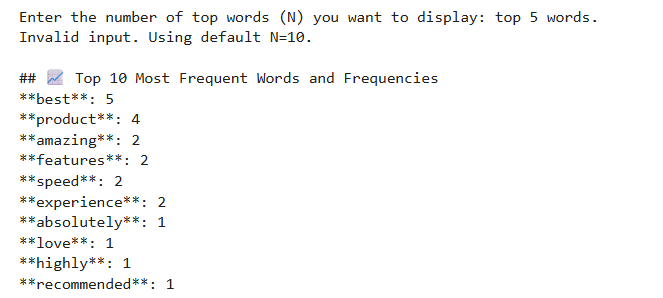 Enter the number of top words (N) you want to display: top 5 words.
Invalid input. Using default N=10.
## 📈 Top 10 Most Frequent Words and Frequencies
**best**: 5
**product**: 4
**amazing**: 2
**features**: 2
**speed**: 2
**experience**: 2
**absolutely**: 1
**love**: 1
**highly**: 1
**recommended**: 1